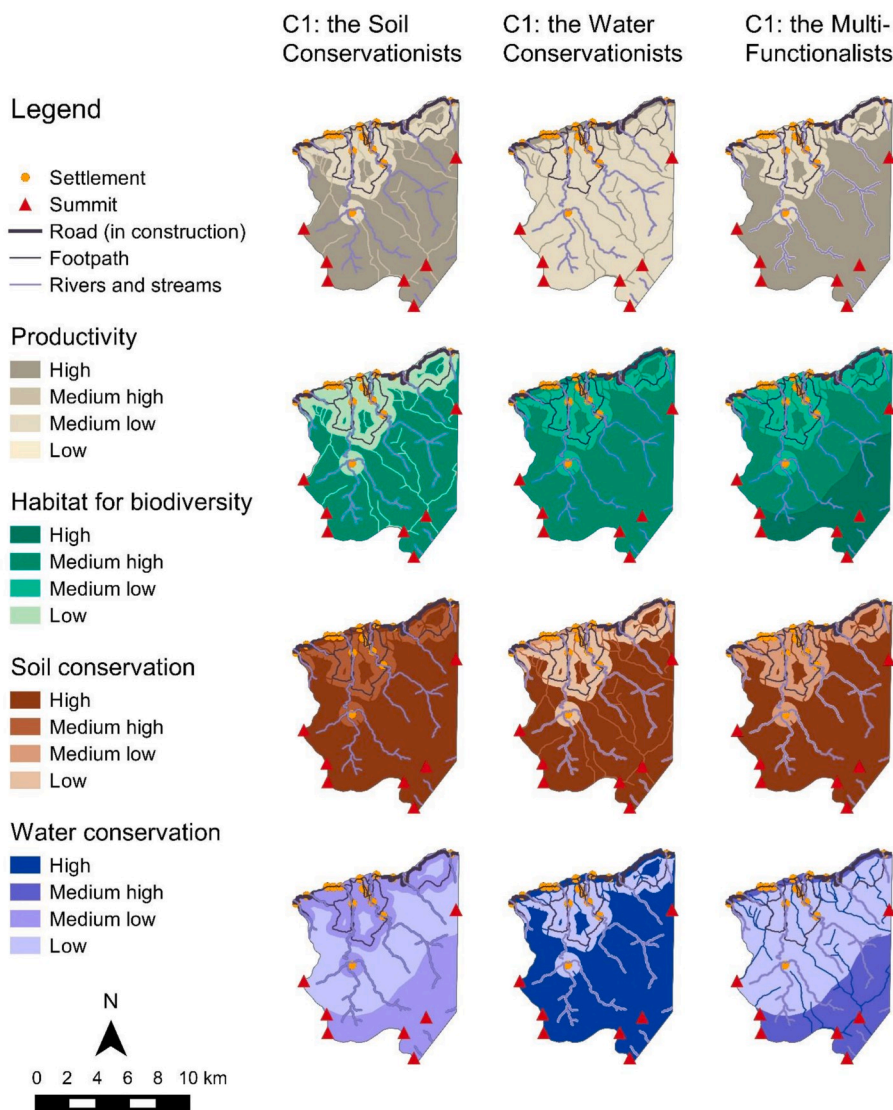 C1: the Soil
Conservationists
C1: the Water
Conservationists
C1: the Multi-
Functionalists
Legend
Settlement
Summit
Road (in construction)
Footpath
Rivers and streams
Productivity
High
Medium high
Medium low
Low
Habitat for biodiversity
High
Medium high
Medium low
Low
Soil conservation
High
Medium high
Medium low
Low
Water conservation
High
Medium high
Medium low
Low
N
0 2 4 6 8 10 km